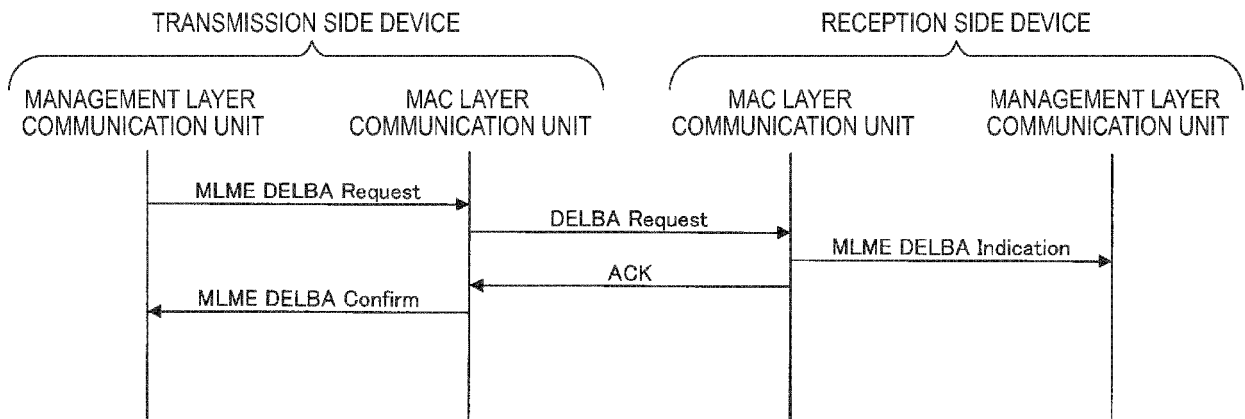 TRANSMISSION SIDE DEVICE
RECEPTION SIDE DEVICE
MANAGEMENT LAYER
COMMUNICATION UNIT
MAC LAYER
COMMUNICATION UNIT
MAC LAYER
COMMUNICATION UNIT
MANAGEMENT LAYER
COMMUNICATION UNIT
MLME DELBA Request
DELBA Request
MLME DELBA Indication
ACK
MLME DELBA Confirm